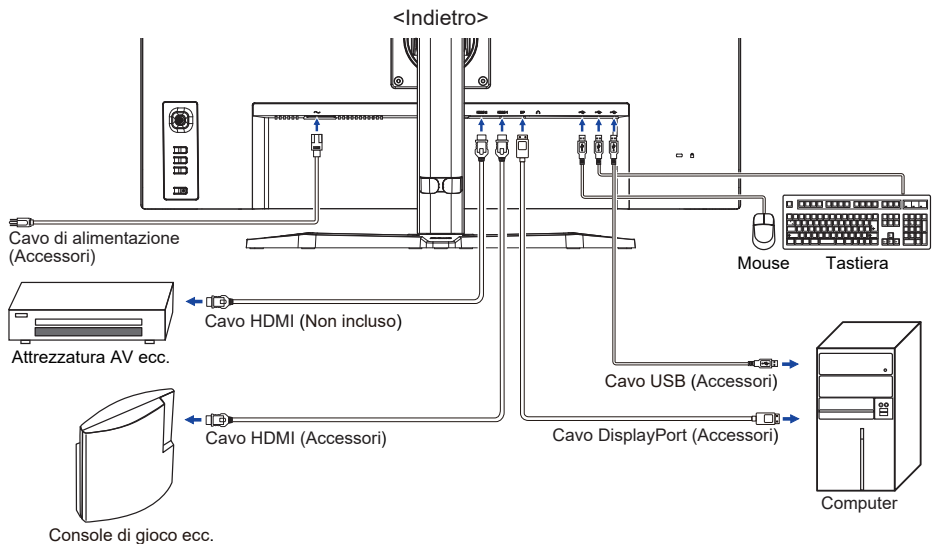 <Indietro>
Cavo di alimentazione
(Accessori)
Mouse
Tastiera
Cavo HDMI (Non incluso)
Attrezzatura AV ecc.
Cavo USB (Accessori)
Cavo HDMI (Accessori)
Cavo DisplayPort (Accessori)
Computer
Console di gioco ecc.